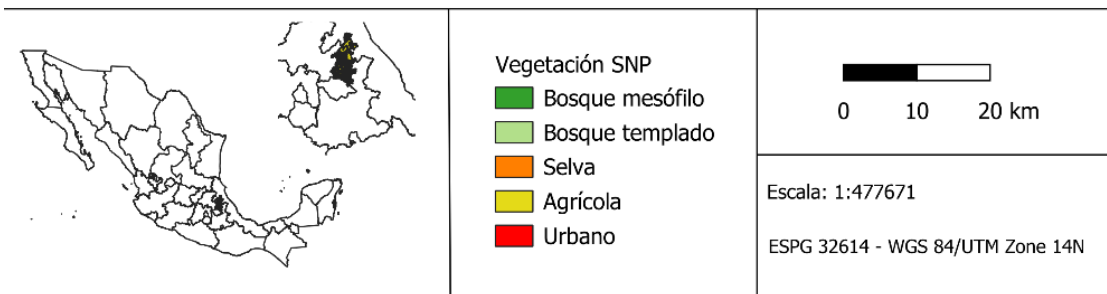 Vegetación SNP
Bosque mesófilo
Bosque templado
Selva
Agrícola
Urbano
0 10 20 km
Escala: 1:477671
ESPG 32614 - WGS 84/UTM Zone 14N